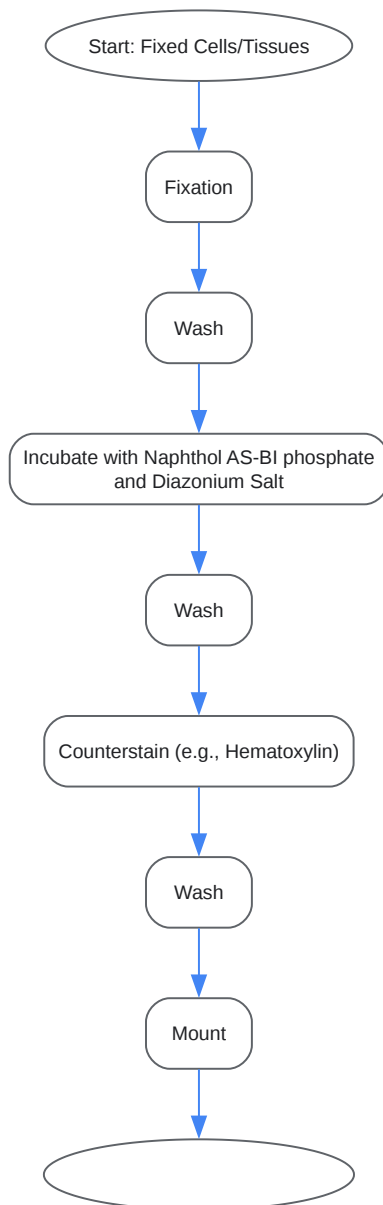 Start: Fixed Cells/Tissues
Fixation
Wash
Incubate with Naphthol AS-BI phosphate
and Diazonium Salt
Wash
Counterstain (e.g., Hematoxylin)
Wash
Mount